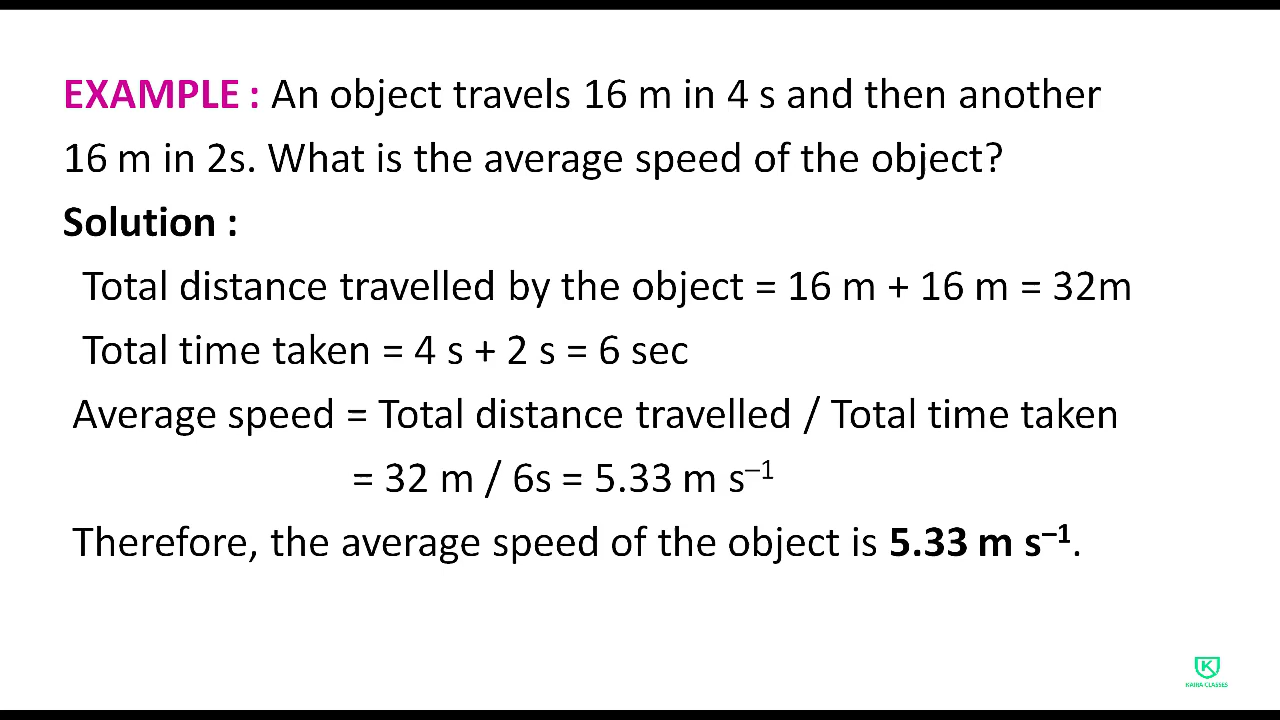 EXAMPLE : An object travels 16 m in 4 s and then another
16 m in 2s. What is the average speed of the object?
Solution :
Total distance travelled by the object = 16 m + 16 m = 32m
Total time taken = 4 s + 2 s = 6 sec
Average speed = Total distance travelled / Total time taken
= 32 m / 6s = 5.33 m s⁻¹
Therefore, the average speed of the object is 5.33 m s⁻¹.
K
CLASSES